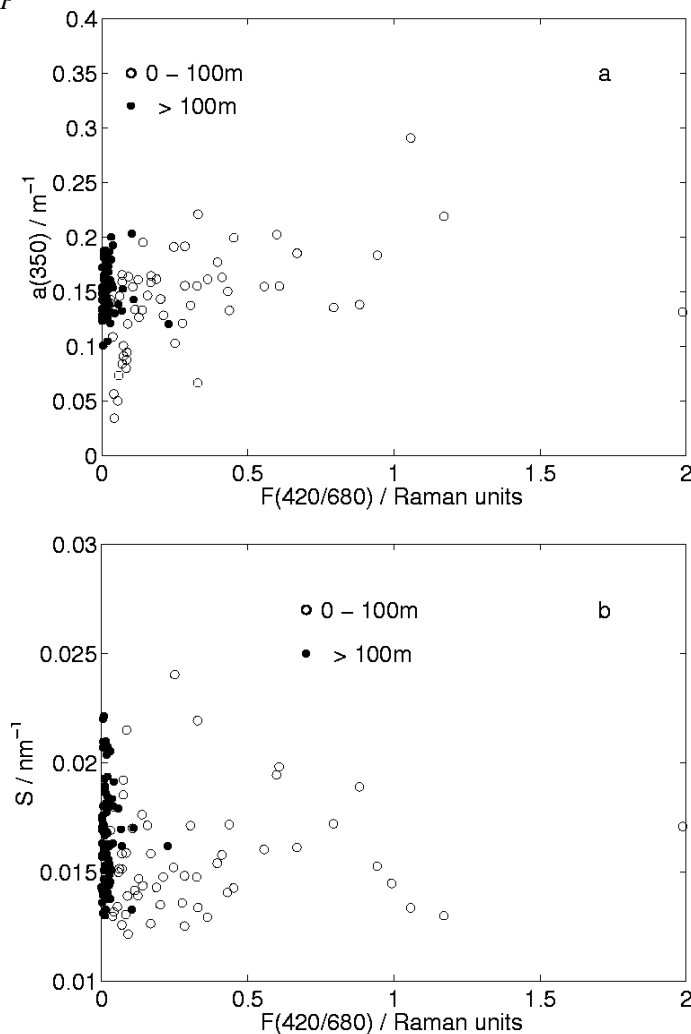 0.4
0.35
0 – 100m
a
> 100m
0.3
0.25
a(350) / m⁻¹
0.2
0.15
0.1
0.05
0
0 0.5 1 1.5 2
F(420/680) / Raman units
0.03
0 – 100m
b
> 100m
0.025
S / nm⁻¹
0.02
0.015
0.01
0 0.5 1 1.5 2
F(420/680) / Raman units